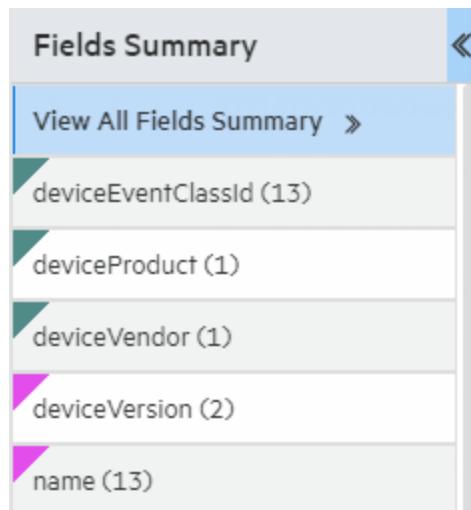 Fields Summary
View All Fields Summary
deviceEventClassId (13)
deviceProduct (1)
deviceVendor (1)
deviceVersion (2)
name (13)